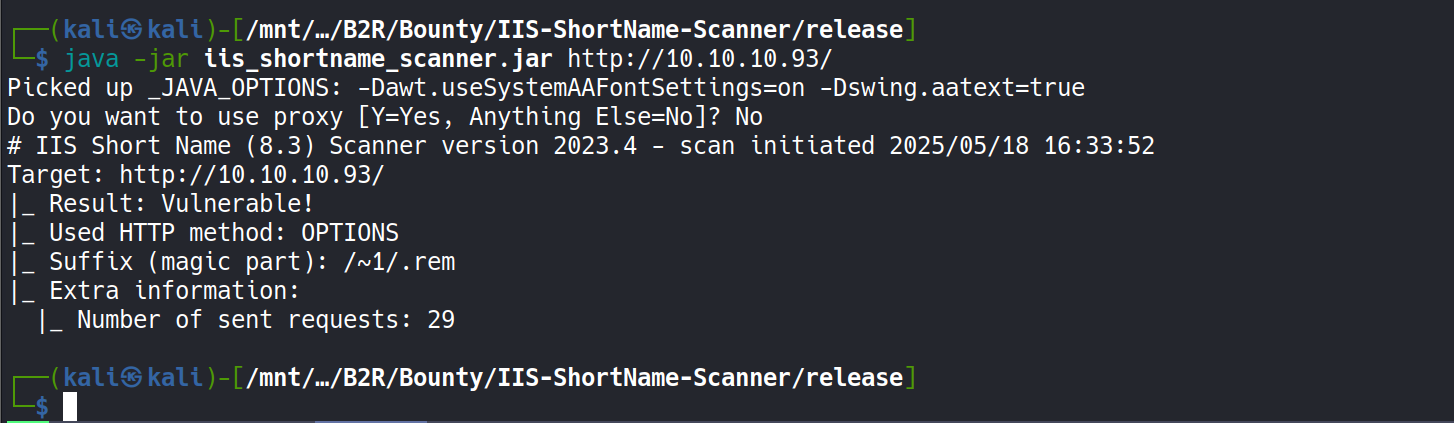 ┌──(kali㉿kali)-[/mnt/…/B2R/Bounty/IIS-ShortName-Scanner/release]
└─$ java -jar iis_shortname_scanner.jar http://10.10.10.93/
Picked up _JAVA_OPTIONS: -Dawt.useSystemAAFontSettings=on -Dswing.aatext=true
Do you want to use proxy [Y=Yes, Anything Else=No]? No
# IIS Short Name (8.3) Scanner version 2023.4 - scan initiated 2025/05/18 16:33:52
Target: http://10.10.10.93/
|_ Result: Vulnerable!
|_ Used HTTP method: OPTIONS
|_ Suffix (magic part): /~1/.rem
|_ Extra information:
  |_ Number of sent requests: 29
┌──(kali㉿kali)-[/mnt/…/B2R/Bounty/IIS-ShortName-Scanner/release]
└─$